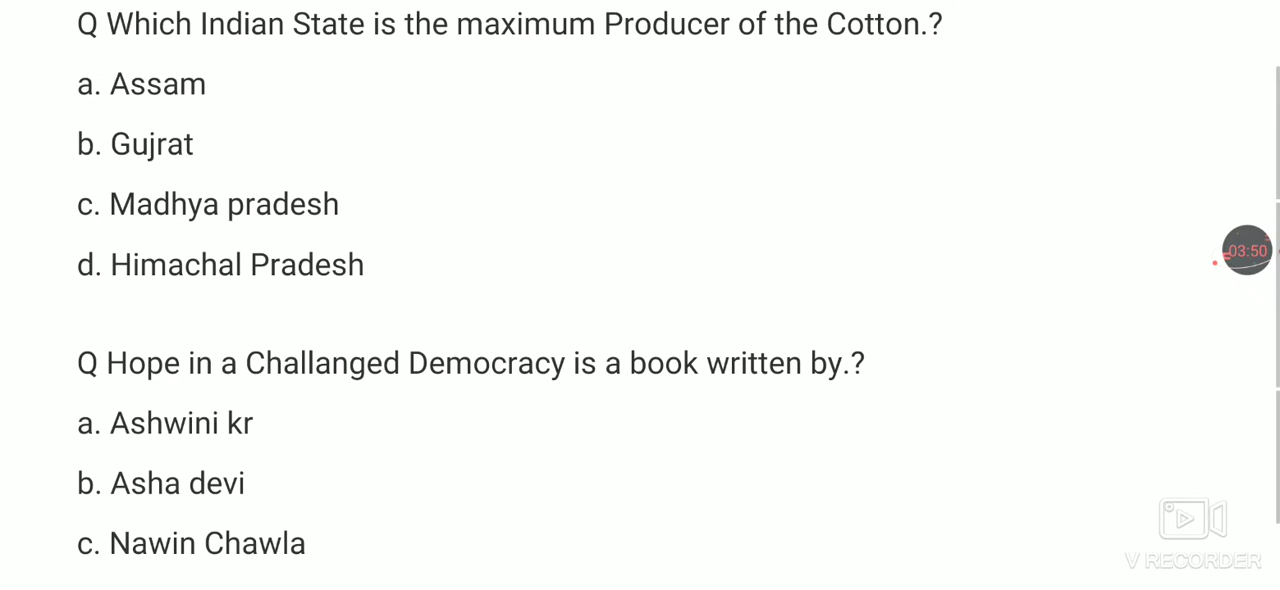 Q Which Indian State is the maximum Producer of the Cotton.?
a. Assam
b. Gujrat
c. Madhya pradesh
d. Himachal Pradesh
03:50
Q Hope in a Challanged Democracy is a book written by.?
a. Ashwini kr
b. Asha devi
c. Nawin Chawla
V RECORDER